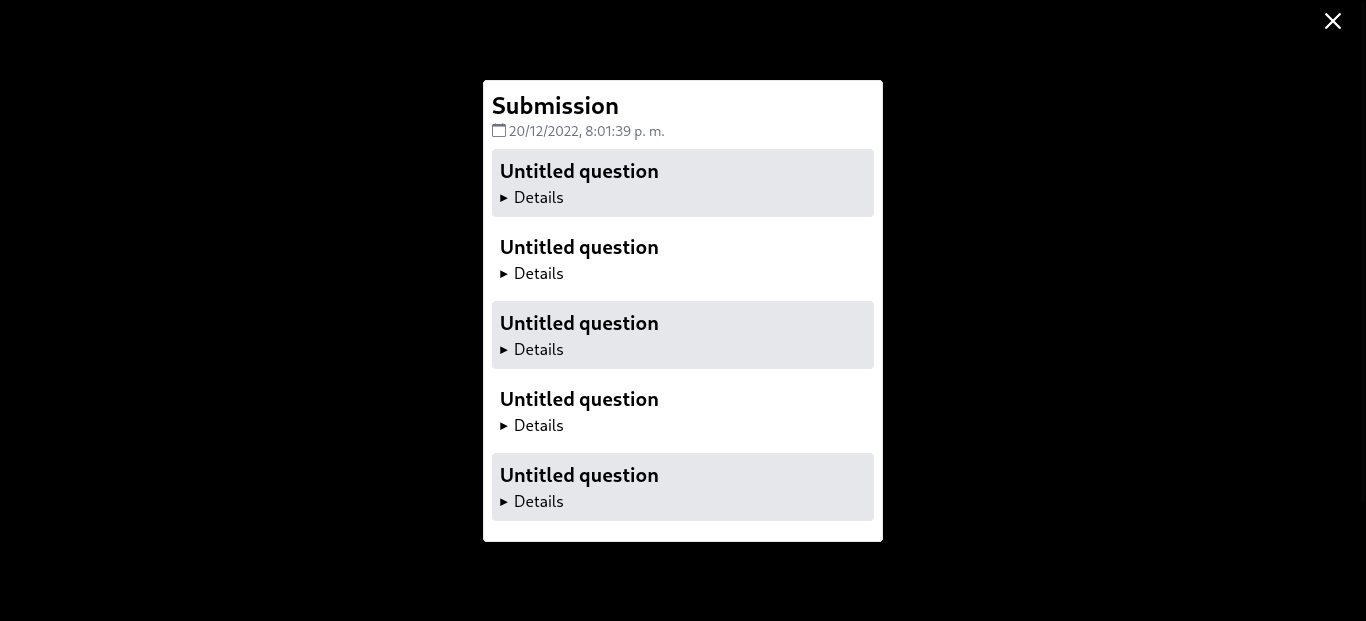 Submission
20/12/2022, 8:01:39 p. m.
Untitled question
Details
Untitled question
Details
Untitled question
Details
Untitled question
Details
Untitled question
Details